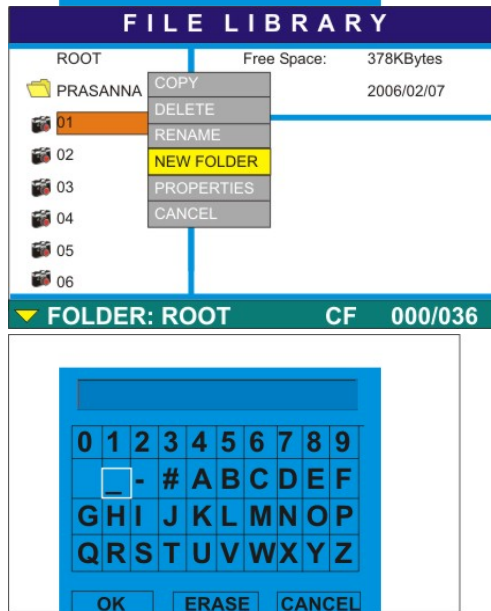 FILE LIBRARY
ROOT Free Space: 378KBytes
PRASANNA 2006/02/07
COPY
DELETE
RENAME
NEW FOLDER
PROPERTIES
CANCEL
01
02
03
04
05
06
FOLDER: ROOT CF 000/036
0 1 2 3 4 5 6 7 8 9
_ - # A B C D E F
G H I J K L M N O P
Q R S T U V W X Y Z
OK ERASE CANCEL